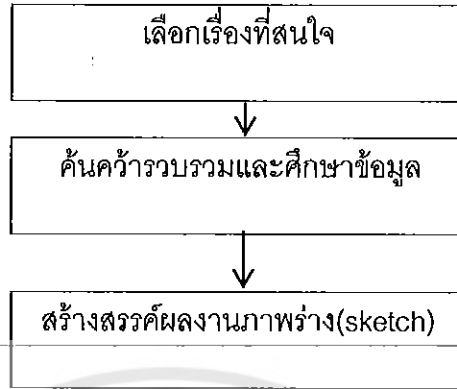 เลือกเรื่องที่สนใจ
ค้นคว้ารวบรวมและศึกษาข้อมูล
สร้างสรรค์ผลงานภาพร่าง(sketch)